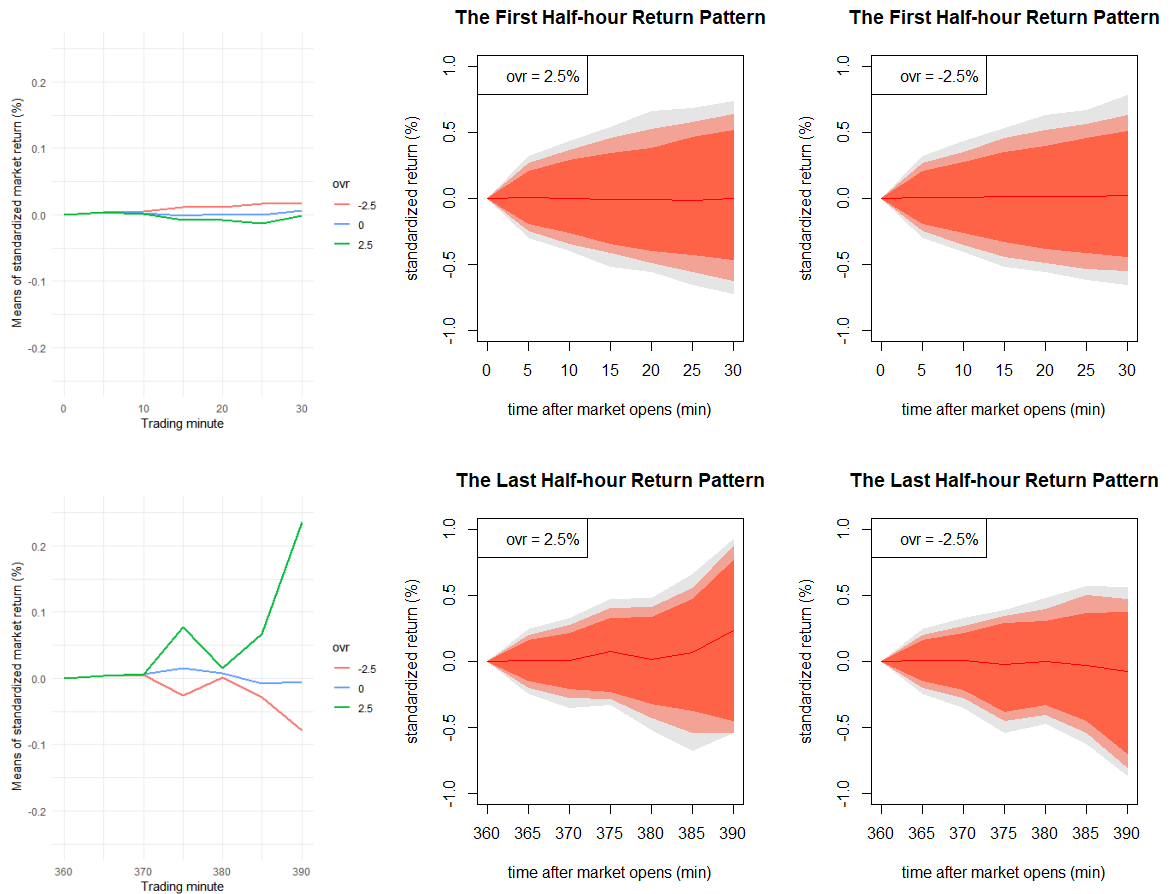 Means of standardized market return (%)
0.2
0.1
0.0
-0.1
-0.2
0
10
20
30
Trading minute
ovr
-2.5
0
2.5
The First Half-hour Return Pattern
ovr = 2.5%
standardized return (%)
1.0
0.5
0.0
-0.5
-1.0
0 5 10 15 20 25 30
time after market opens (min)
The First Half-hour Return Pattern
ovr = -2.5%
standardized return (%)
1.0
0.5
0.0
-0.5
-1.0
0 5 10 15 20 25 30
time after market opens (min)
Means of standardized market return (%)
0.2
0.1
0.0
-0.1
-0.2
360
370
380
390
Trading minute
ovr
-2.5
0
2.5
The Last Half-hour Return Pattern
ovr = 2.5%
standardized return (%)
1.0
0.5
0.0
-0.5
-1.0
360 365 370 375 380 385 390
time after market opens (min)
The Last Half-hour Return Pattern
ovr = -2.5%
standardized return (%)
1.0
0.5
0.0
-0.5
-1.0
360 365 370 375 380 385 390
time after market opens (min)